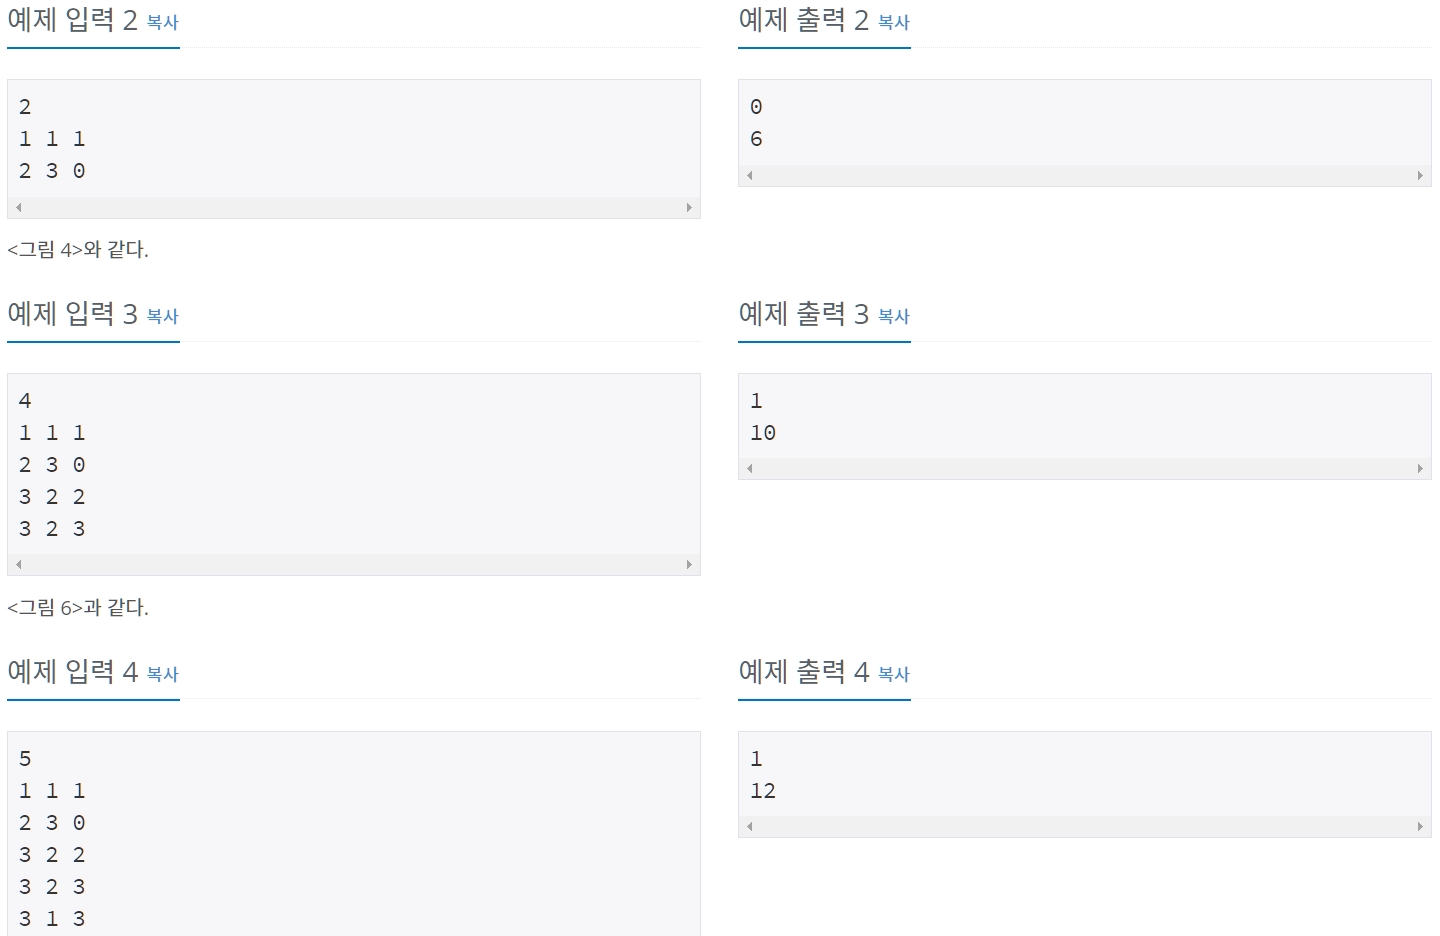 예제 입력 2 복사
2
1 1 1
2 3 0
<그림 4>와 같다.
예제 출력 2 복사
0
6
예제 입력 3 복사
4
1 1 1
2 3 0
3 2 2
3 2 3
<그림 6>과 같다.
예제 출력 3 복사
1
10
예제 입력 4 복사
5
1 1 1
2 3 0
3 2 2
3 2 3
3 1 3
예제 출력 4 복사
1
12